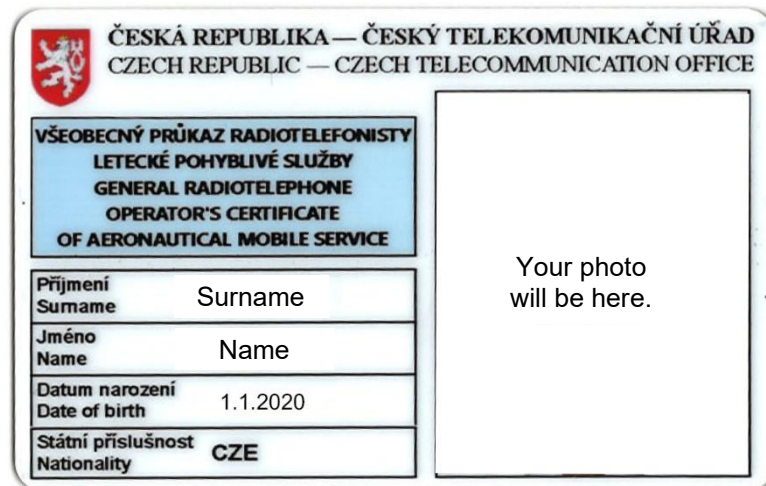 ČESKÁ REPUBLIKA — ČESKÝ TELEKOMUNIKAČNÍ ÚŘAD
CZECH REPUBLIC — CZECH TELECOMMUNICATION OFFICE
VŠEOBECNÝ PRŮKAZ RADIOTELEFONISTY
LETECKÉ POHYBLIVÉ SLUŽBY
GENERAL RADIOTELEPHONE
OPERATOR'S CERTIFICATE
OF AERONAUTICAL MOBILE SERVICE
Příjmení
Surname
Surname
Jméno
Name
Name
Datum narození
Date of birth
1.1.2020
Státní příslušnost
Nationality
CZE
Your photo
will be here.